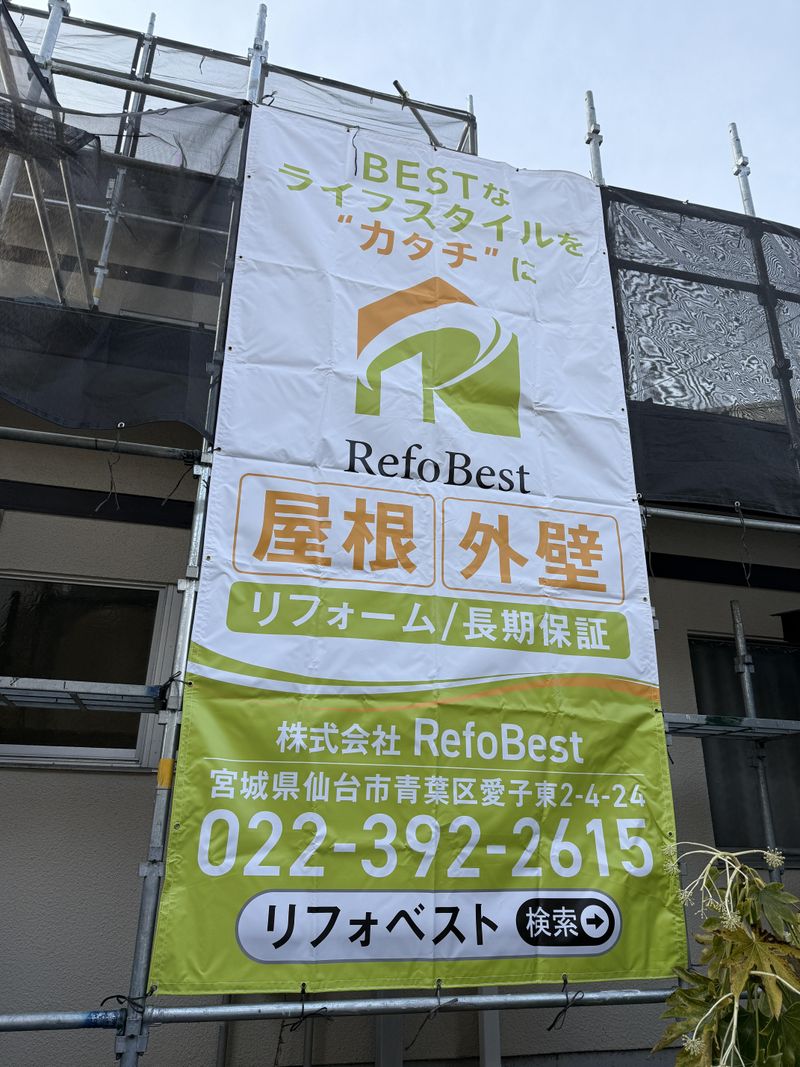 BESTな
ライフスタイルを
“カタチ”に
RefoBest
屋根 外壁
リフォーム/長期保証
株式会社 RefoBest
宮城県仙台市青葉区愛子東2-4-24
022-392-2615
リフォベスト 検索